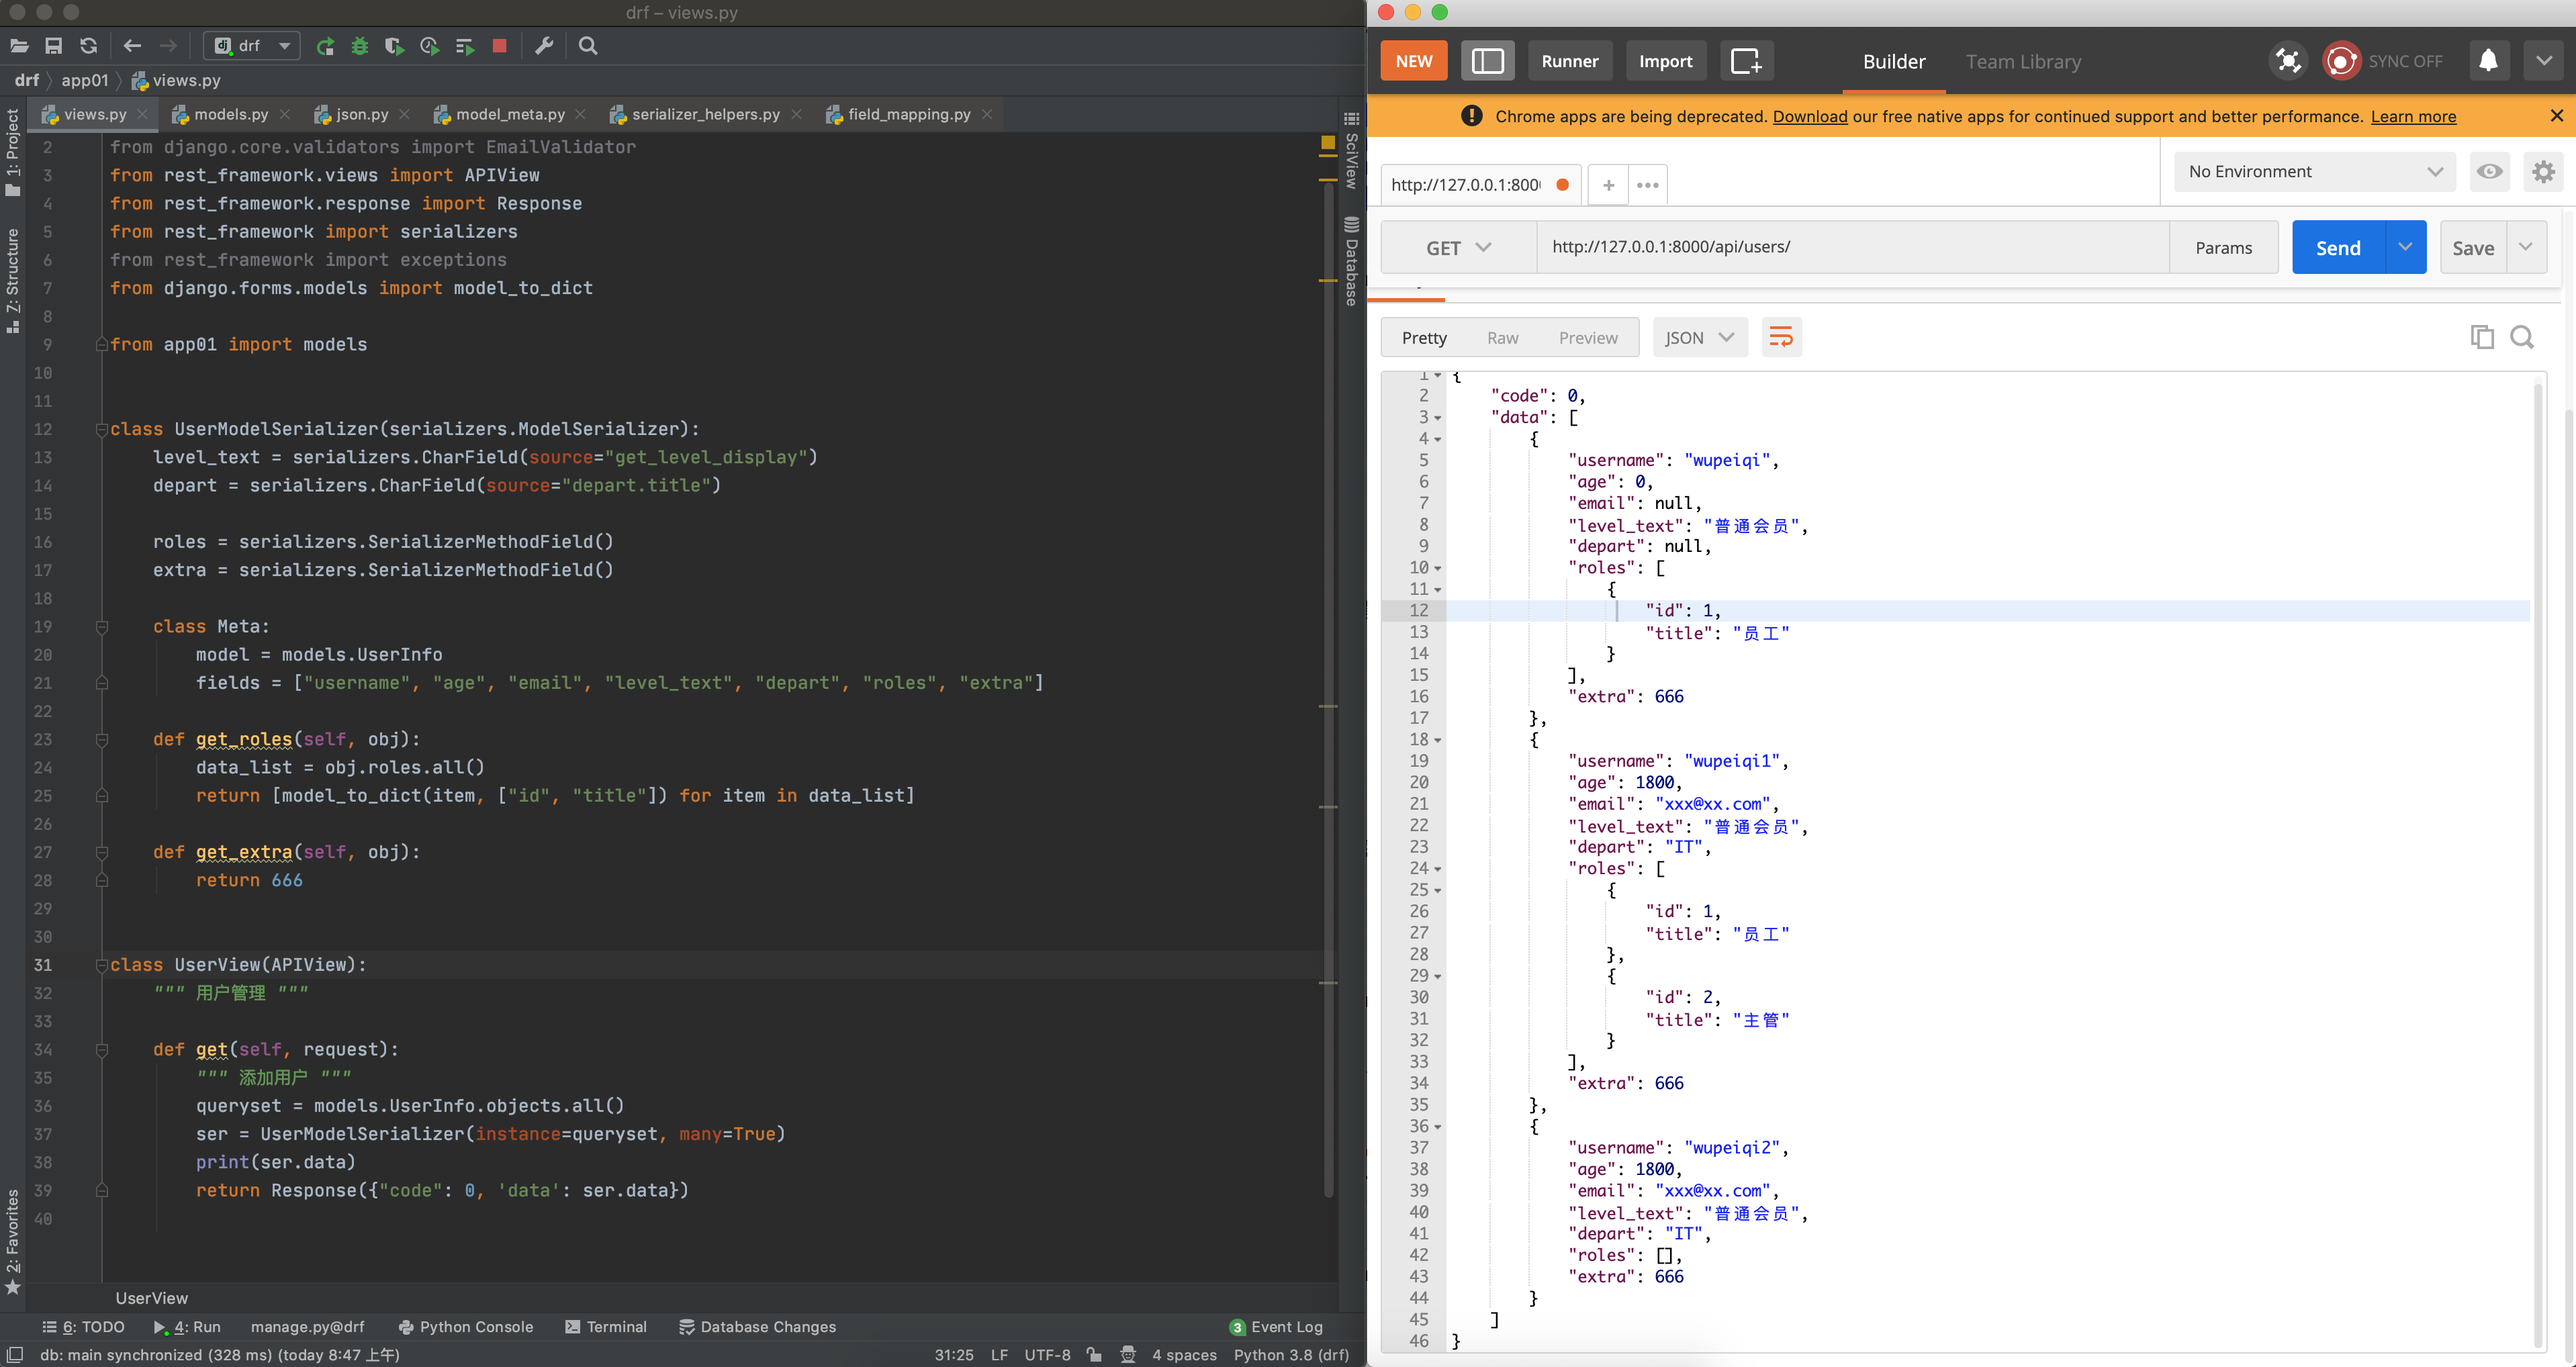 drf – views.py
drf
drf app01 views.py
views.py models.py json.py model_meta.py serializer_helpers.py field_mapping.py
1: Project
Z: Structure
2: Favorites
SciView
Database
2 from django.core.validators import EmailValidator
3 from rest_framework.views import APIView
4 from rest_framework.response import Response
5 from rest_framework import serializers
6 from rest_framework import exceptions
7 from django.forms.models import model_to_dict
8
9 from app01 import models
10
11
12 class UserModelSerializer(serializers.ModelSerializer):
13 level_text = serializers.CharField(source="get_level_display")
14 depart = serializers.CharField(source="depart.title")
15
16 roles = serializers.SerializerMethodField()
17 extra = serializers.SerializerMethodField()
18
19 class Meta:
20 model = models.UserInfo
21 fields = ["username", "age", "email", "level_text", "depart", "roles", "extra"]
22
23 def get_roles(self, obj):
24 data_list = obj.roles.all()
25 return [model_to_dict(item, ["id", "title"]) for item in data_list]
26
27 def get_extra(self, obj):
28 return 666
29
30
31 class UserView(APIView):
32 """ 用户管理 """
33
34 def get(self, request):
35 """ 添加用户 """
36 queryset = models.UserInfo.objects.all()
37 ser = UserModelSerializer(instance=queryset, many=True)
38 print(ser.data)
39 return Response({"code": 0, 'data': ser.data})
40
UserView
6: TODO 4: Run manage.py@drf Python Console Terminal Database Changes 3 Event Log
db: main synchronized (328 ms) (today 8:47 上午) 31:25 LF UTF-8 4 spaces Python 3.8 (drf)
NEW Runner Import Builder Team Library SYNC OFF
Chrome apps are being deprecated. Download our free native apps for continued support and better performance. Learn more
http://127.0.0.1:800 No Environment
GET http://127.0.0.1:8000/api/users/ Params Send Save
Pretty Raw Preview JSON
1 {
2 "code": 0,
3 "data": [
4 {
5 "username": "wupeiqi",
6 "age": 0,
7 "email": null,
8 "level_text": "普通会员",
9 "depart": null,
10 "roles": [
11 {
12 "id": 1,
13 "title": "员工"
14 }
15 ],
16 "extra": 666
17 },
18 {
19 "username": "wupeiqi1",
20 "age": 1800,
21 "email": "xxx@xx.com",
22 "level_text": "普通会员",
23 "depart": "IT",
24 "roles": [
25 {
26 "id": 1,
27 "title": "员工"
28 },
29 {
30 "id": 2,
31 "title": "主管"
32 }
33 ],
34 "extra": 666
35 },
36 {
37 "username": "wupeiqi2",
38 "age": 1800,
39 "email": "xxx@xx.com",
40 "level_text": "普通会员",
41 "depart": "IT",
42 "roles": [],
43 "extra": 666
44 }
45 ]
46 }